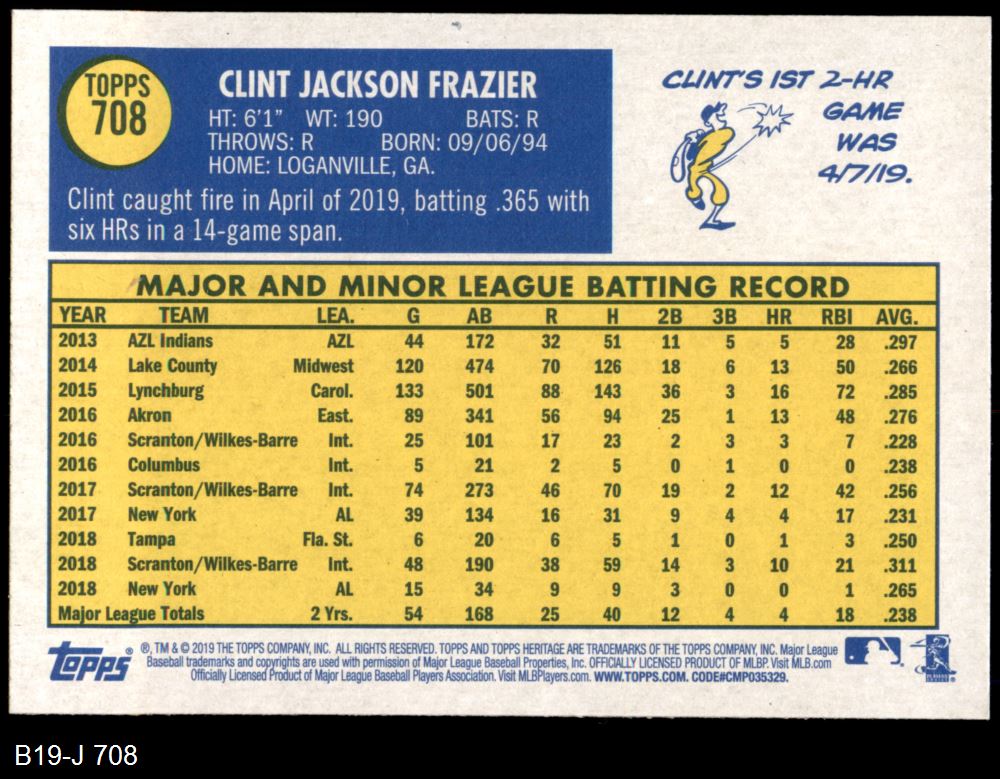 TOPPS
708
CLINT JACKSON FRAZIER
HT: 6'1" WT: 190 BATS: R
THROWS: R BORN: 09/06/94
HOME: LOGANVILLE, GA.
Clint caught fire in April of 2019, batting .365 with
six HRs in a 14-game span.
CLINT'S 1ST 2-HR
GAME
WAS
4/7/19.
MAJOR AND MINOR LEAGUE BATTING RECORD
YEAR TEAM LEA. G AB R H 2B 3B HR RBI AVG.
2013 AZL Indians AZL 44 172 32 51 11 5 5 28 .297
2014 Lake County Midwest 120 474 70 126 18 6 13 50 .266
2015 Lynchburg Carol. 133 501 88 143 36 3 16 72 .285
2016 Akron East. 89 341 56 94 25 1 13 48 .276
2016 Scranton/Wilkes-Barre Int. 25 101 17 23 2 3 3 7 .228
2016 Columbus Int. 5 21 2 5 0 1 0 0 .238
2017 Scranton/Wilkes-Barre Int. 74 273 46 70 19 2 12 42 .256
2017 New York AL 39 134 16 31 9 4 4 17 .231
2018 Tampa Fla. St. 6 20 6 5 1 0 1 3 .250
2018 Scranton/Wilkes-Barre Int. 48 190 38 59 14 3 10 21 .311
2018 New York AL 15 34 9 9 3 0 0 1 .265
Major League Totals 2 Yrs. 54 168 25 40 12 4 4 18 .238
topps®
®, TM & © 2019 THE TOPPS COMPANY, INC. ALL RIGHTS RESERVED. TOPPS AND TOPPS HERITAGE ARE TRADEMARKS OF THE TOPPS COMPANY, INC. Major League
Baseball trademarks and copyrights are used with permission of Major League Baseball Properties, Inc. OFFICIALLY LICENSED PRODUCT OF MLBP. Visit MLB.com
Officially Licensed Product of Major League Baseball Players Association. Visit MLBPlayers.com. WWW.TOPPS.COM. CODE#CMP035329.
B19-J 708